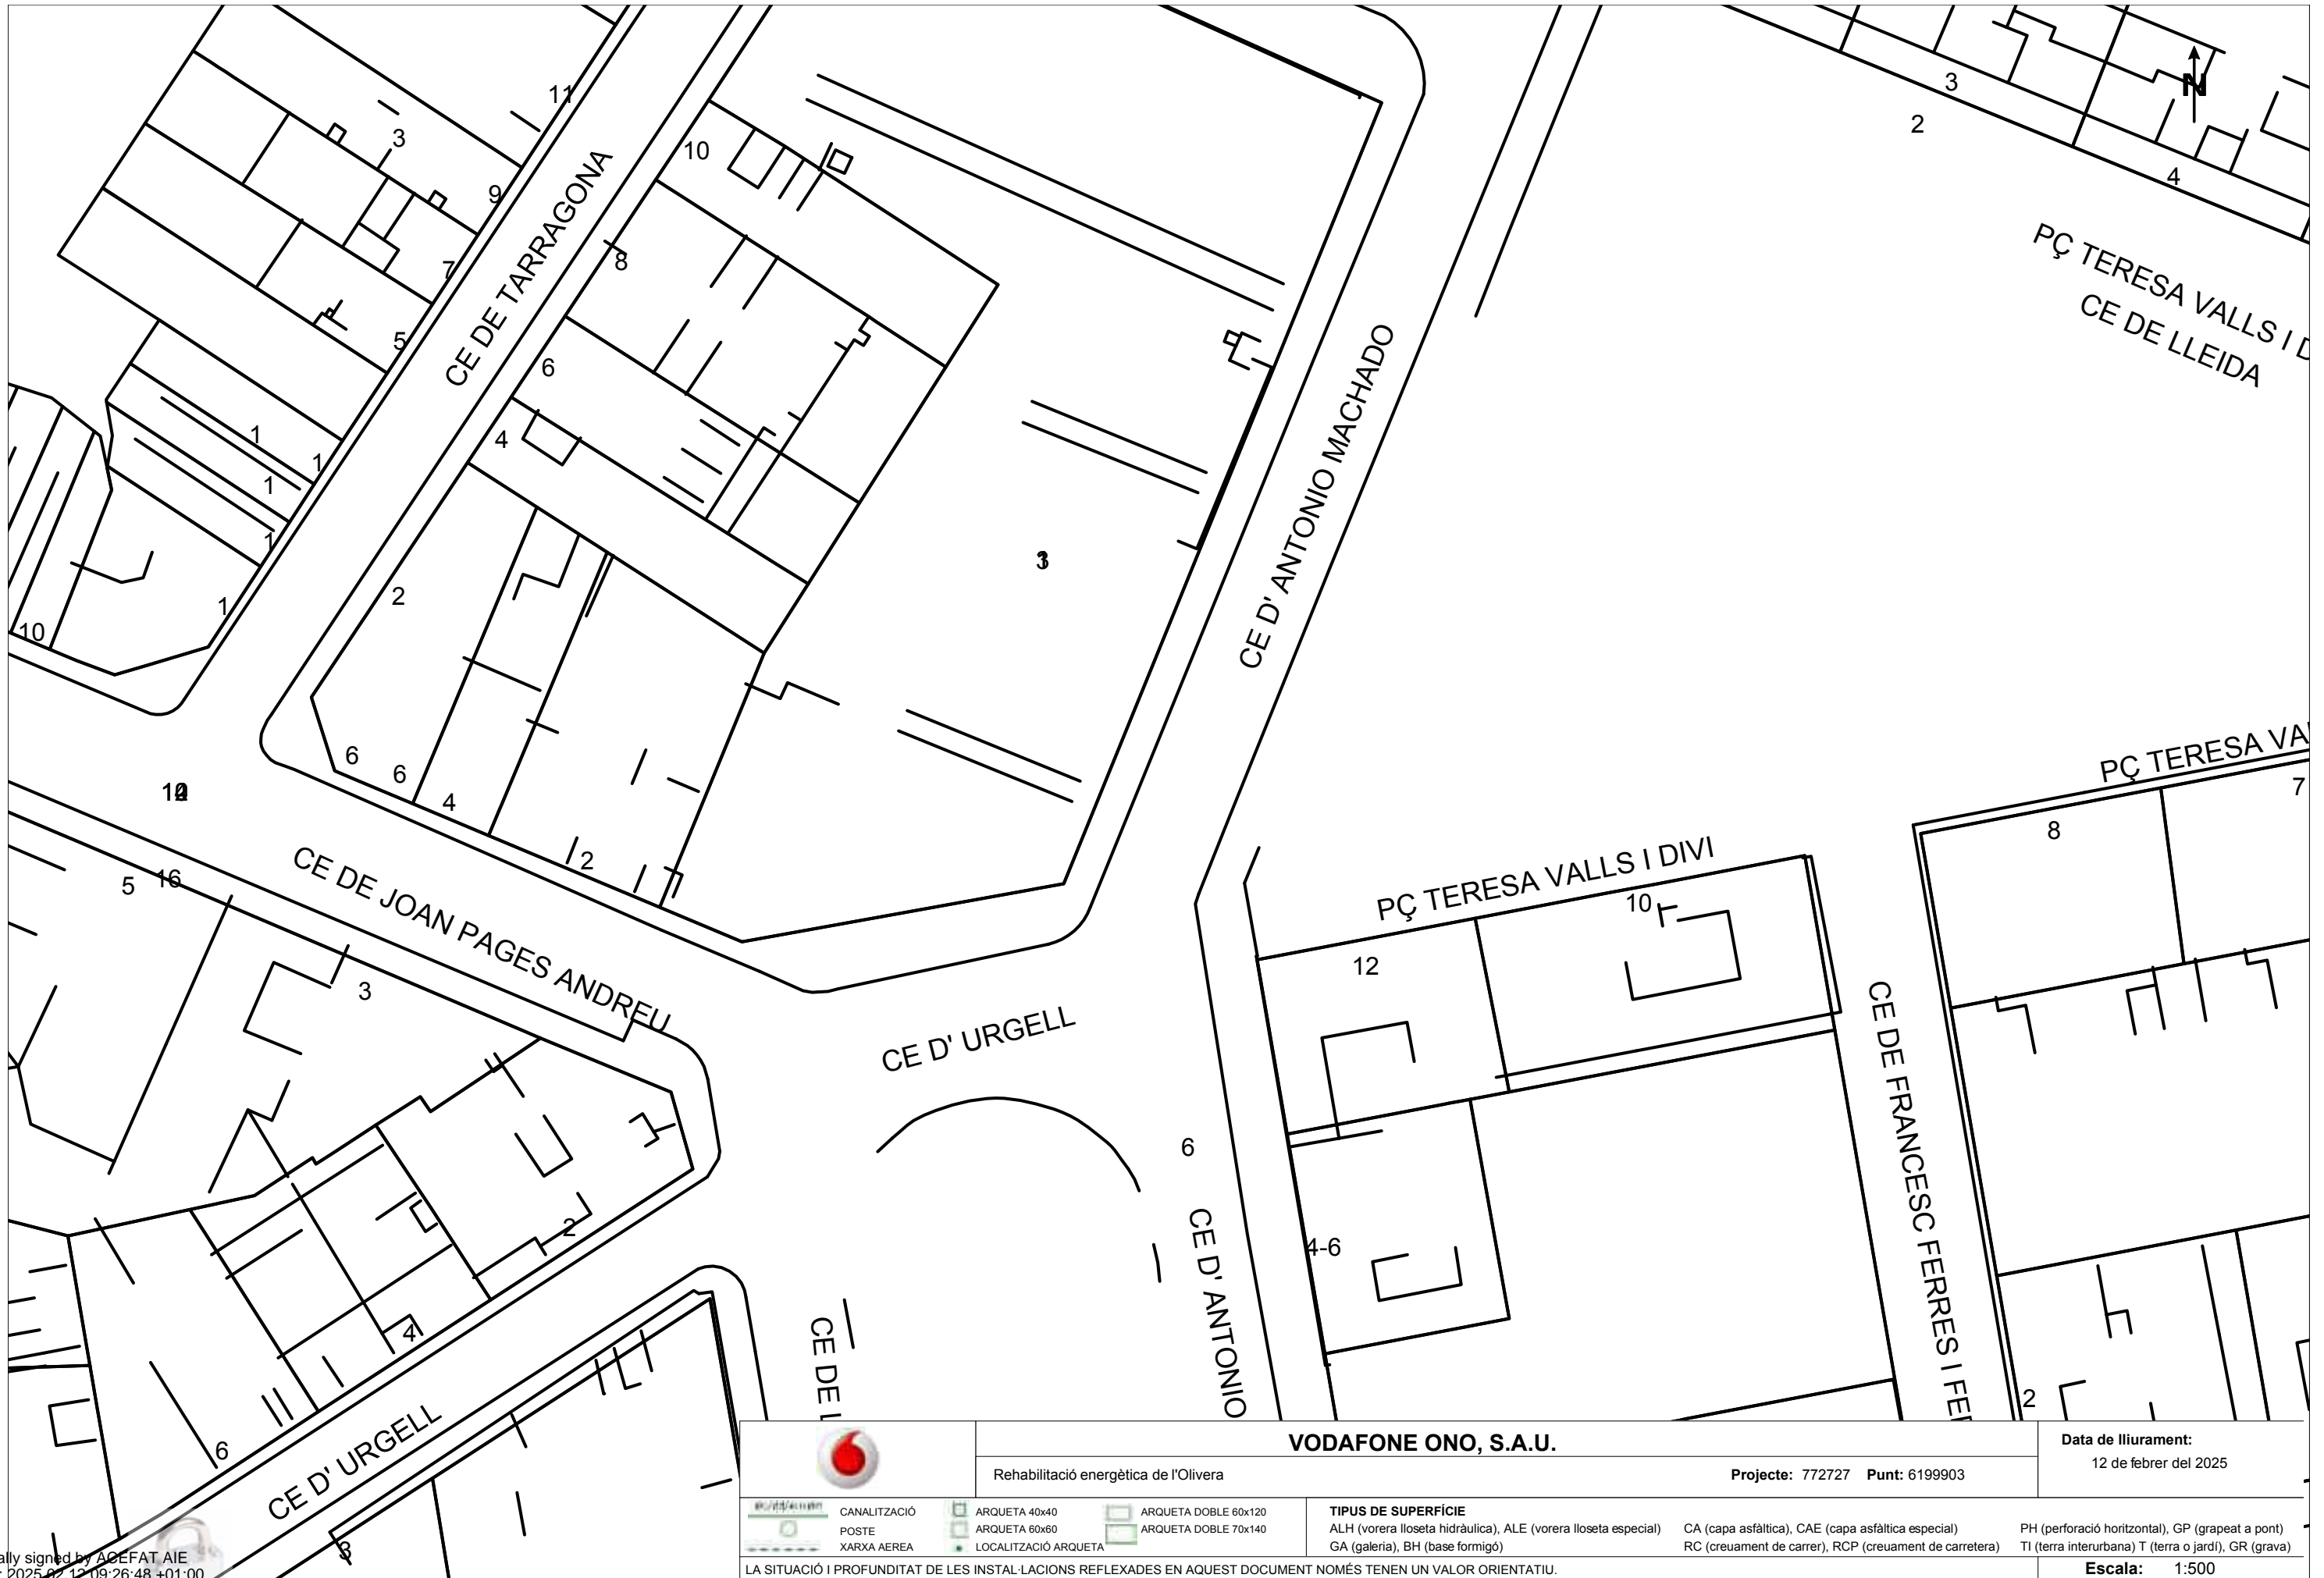 11
3
10
9
7
8
5
6
4
1
1
1
1
1
10
2
CE DE TARRAGONA
CE D' ANTONIO MACHADO
3
2
4
N
PÇ TERESA VALLS I D
CE DE LLEIDA
6
6
4
2
5
16
CE DE JOAN PAGES ANDREU
3
CE D' URGELL
PÇ TERESA VALLS I DIVI
10
12
PÇ TERESA VA
7
8
6
4-6
CE D' ANTONIO
CE DE FRANCESC FERRES I FER
2
2
4
6
CE D' URGELL
3
CE DE L
VODAFONE ONO, S.A.U.
Rehabilitació energètica de l'Olivera
Projecte: 772727 Punt: 6199903
Data de lliurament:
12 de febrer del 2025
CANALITZACIÓ
POSTE
XARXA AEREA
ARQUETA 40x40
ARQUETA 60x60
LOCALITZACIÓ ARQUETA
ARQUETA DOBLE 60x120
ARQUETA DOBLE 70x140
TIPUS DE SUPERFÍCIE
ALH (vorera lloseta hidràulica), ALE (vorera lloseta especial)
GA (galeria), BH (base formigó)
CA (capa asfàltica), CAE (capa asfàltica especial)
RC (creuament de carrer), RCP (creuament de carretera)
PH (perforació horitzontal), GP (grapeat a pont)
TI (terra interurbana) T (terra o jardí), GR (grava)
LA SITUACIÓ I PROFUNDITAT DE LES INSTAL·LACIONS REFLEXADES EN AQUEST DOCUMENT NOMÉS TENEN UN VALOR ORIENTATIU.
Escala: 1:500
ally signed by ACEFAT AIE
: 2025.02.12 09:26:48 +01:00